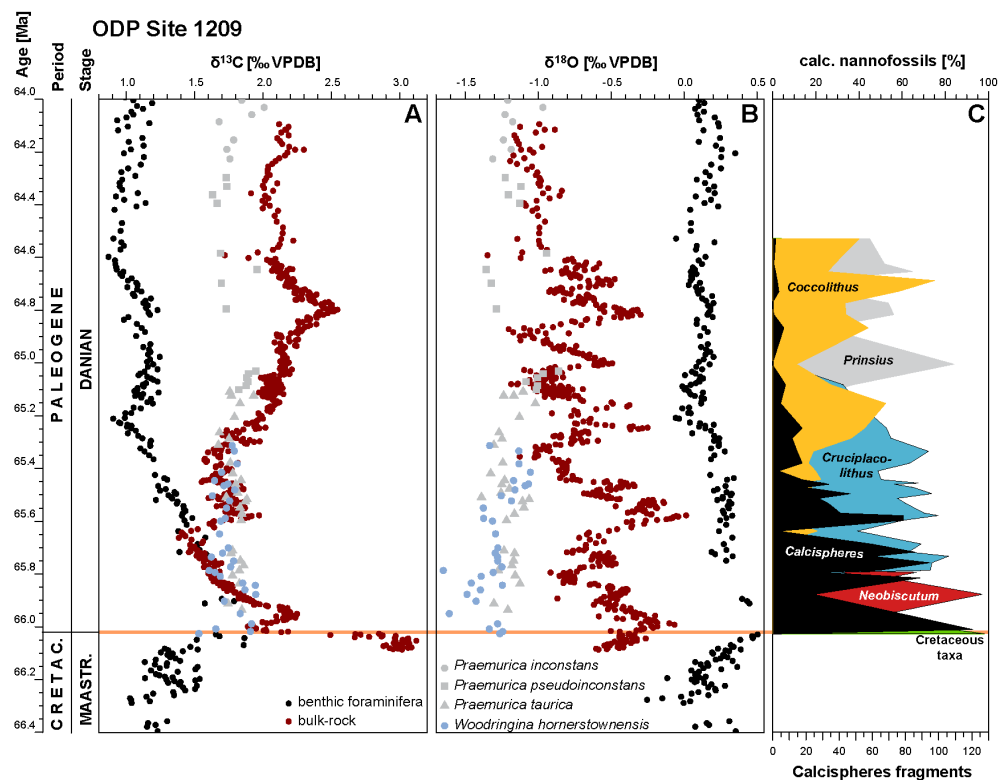 ODP Site 1209
Age [Ma]
Period
Stage
δ13C [‰ VPDB]
δ18O [‰ VPDB]
calc. nannofossils [%]
1.0 1.5 2.0 2.5 3.0
-1.5 -1.0 -0.5 0.0 0.5
20 40 60 80 100
A
B
C
64.0
64.2
64.4
64.6
64.8
65.0
65.2
65.4
65.6
65.8
66.0
66.2
66.4
PALEOGENE
DANIAN
CRETAC.
MAASTR.
benthic foraminifera
bulk-rock
Praemurica inconstans
Praemurica pseudoinconstans
Praemurica taurica
Woodringina hornerstownensis
Coccolithus
Prinsius
Cruciplaco-
lithus
Calcispheres
Neobiscutum
Cretaceous
taxa
0 20 40 60 80 100 120
Calcispheres fragments